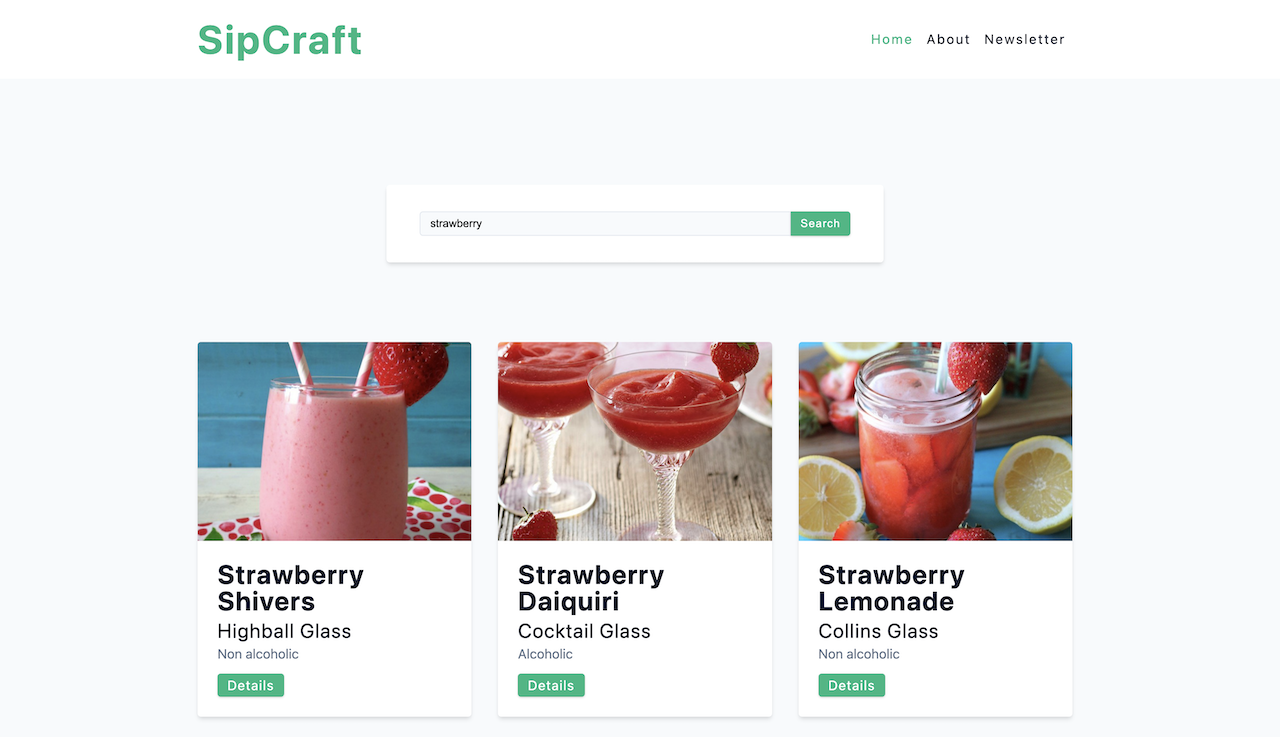 SipCraft
Home About Newsletter
strawberry Search
Strawberry
Shivers
Highball Glass
Non alcoholic
Details
Strawberry
Daiquiri
Cocktail Glass
Alcoholic
Details
Strawberry
Lemonade
Collins Glass
Non alcoholic
Details